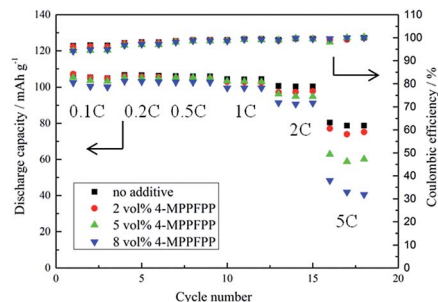 Discharge capacity / mAh g⁻¹
140
120
100
80
60
40
20
0
0.1C
0.2C
0.5C
1C
2C
5C
no additive
2 vol% 4-MPPFPP
5 vol% 4-MPPFPP
8 vol% 4-MPPFPP
0
5
10
15
20
Cycle number
110
100
90
80
70
60
50
40
30
20
10
0
Coulombic efficiency / %